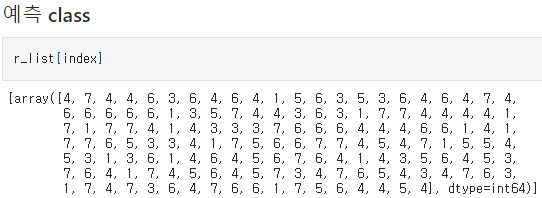 예측 class
r_list[index]
[array([4, 7, 4, 4, 6, 3, 6, 4, 6, 4, 1, 5, 6, 3, 5, 3, 6, 4, 6, 4, 7, 4,
6, 6, 6, 6, 6, 1, 3, 5, 7, 4, 4, 3, 6, 3, 1, 7, 7, 4, 4, 4, 4, 1,
7, 1, 7, 7, 4, 1, 4, 3, 3, 3, 7, 6, 6, 6, 4, 4, 4, 6, 6, 1, 4, 1,
7, 7, 6, 5, 3, 3, 4, 1, 7, 5, 6, 6, 7, 7, 4, 5, 4, 7, 1, 5, 5, 4,
5, 3, 1, 3, 6, 1, 4, 6, 4, 5, 6, 7, 6, 4, 1, 4, 3, 5, 6, 4, 5, 3,
7, 6, 4, 1, 7, 4, 5, 6, 4, 5, 7, 3, 4, 7, 6, 5, 4, 3, 4, 7, 6, 3,
1, 7, 4, 7, 3, 6, 4, 7, 6, 6, 1, 7, 5, 6, 4, 4, 5, 4], dtype=int64)]